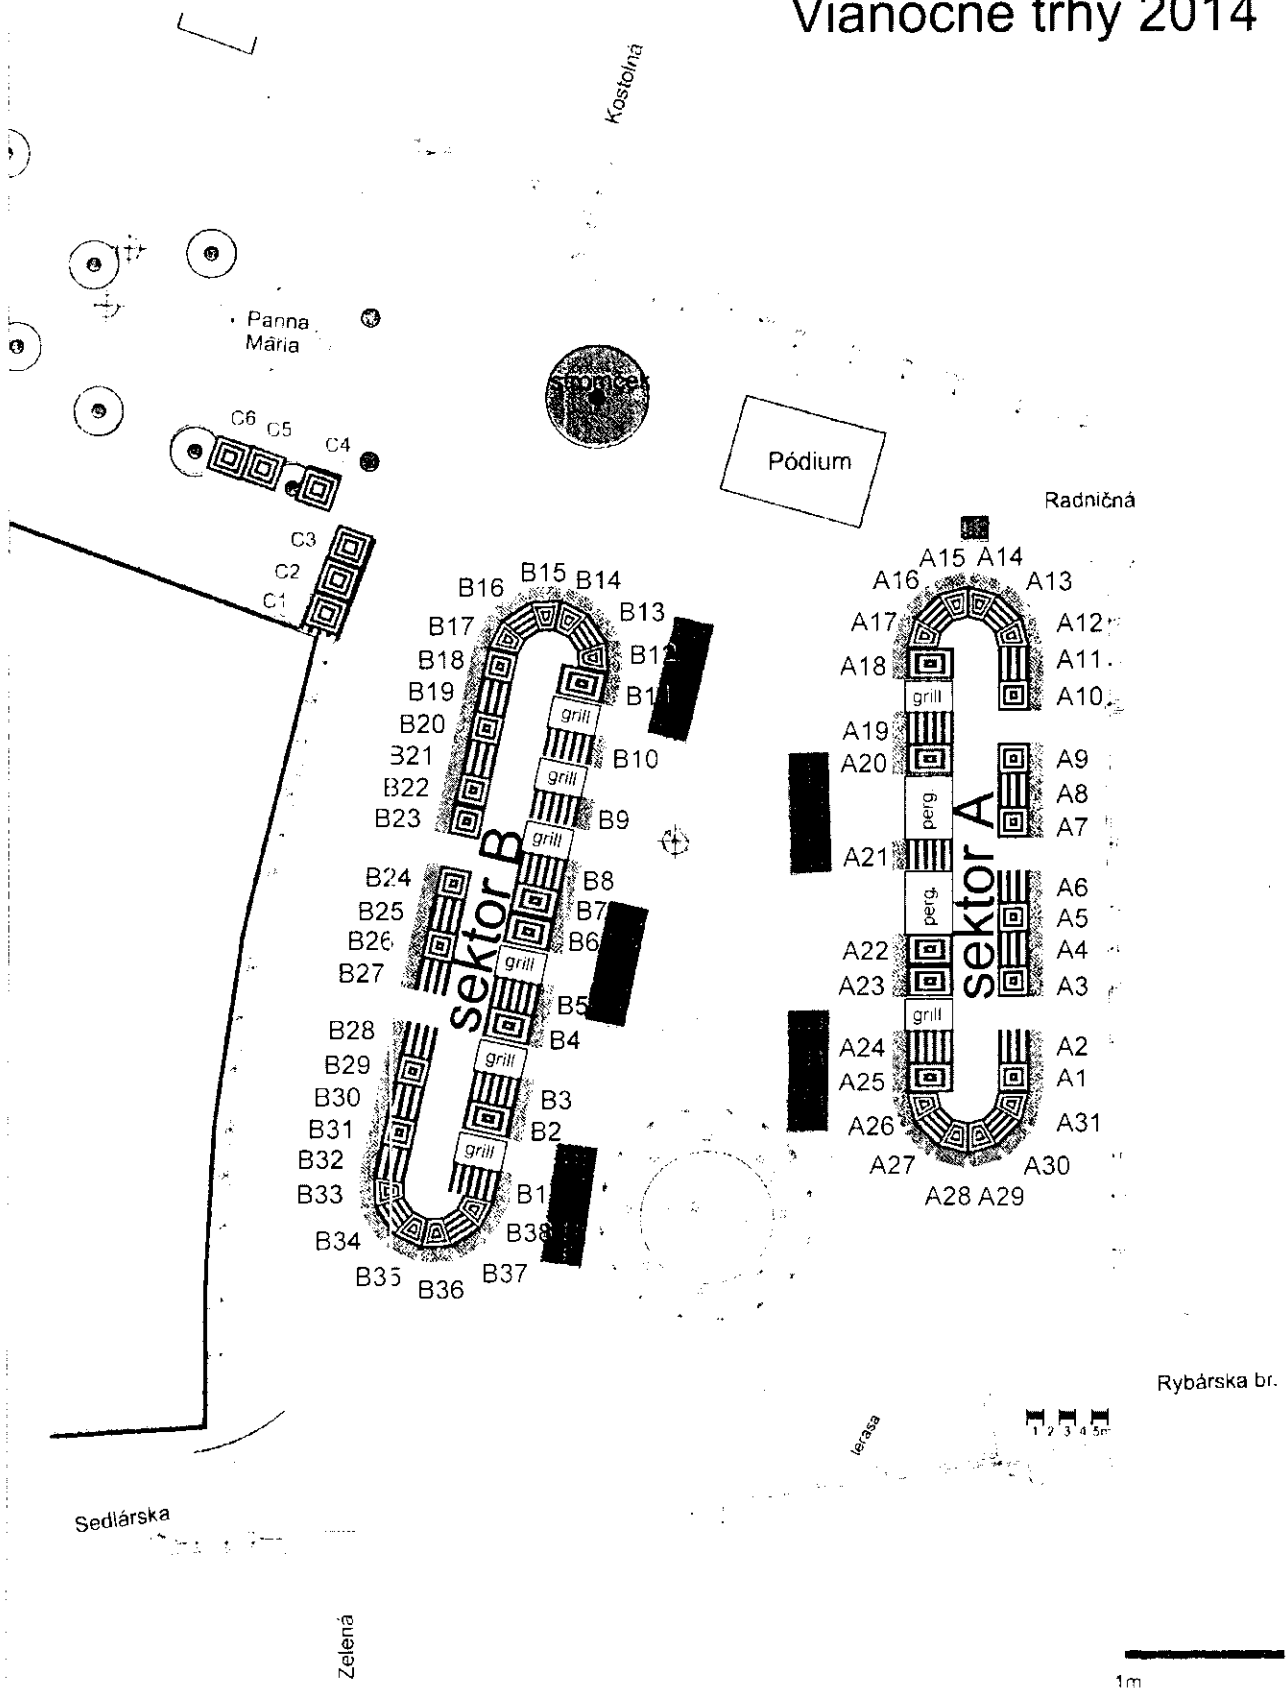 Vianočné trhy 2014
Kostolná
Panna
Mária
stromček
Pódium
Radničná
C6
C5
C4
C3
C2
C1
B16
B15
B14
B13
B17
B12
B18
B11
B19
grill
B20
B10
B21
grill
B22
B9
B23
grill
sektor B
B8
B24
B7
B25
B6
B26
grill
B27
B5
B28
B4
B29
grill
B30
B3
B31
B2
B32
grill
B33
B1
B34
B38
B35
B36
B37
A15
A14
A16
A13
A17
A12
A18
A11
grill
A10
A19
A20
A9
perg.
A8
sektor A
A7
A21
perg.
A6
A5
A22
A4
A23
A3
grill
A24
A2
A25
A1
A26
A31
A27
A30
A28 A29
Rybárska br.
1 2 3 4 5m
terasa
Sedlárska
Zelená
1m